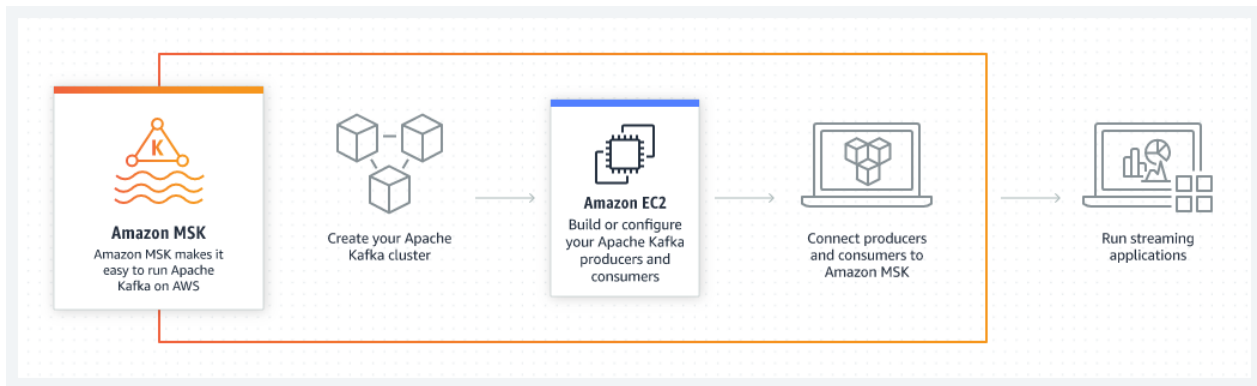 K
Amazon MSK
Amazon MSK makes it
easy to run Apache
Kafka on AWS
Create your Apache
Kafka cluster
Amazon EC2
Build or configure
your Apache Kafka
producers and
consumers
Connect producers
and consumers to
Amazon MSK
Run streaming
applications